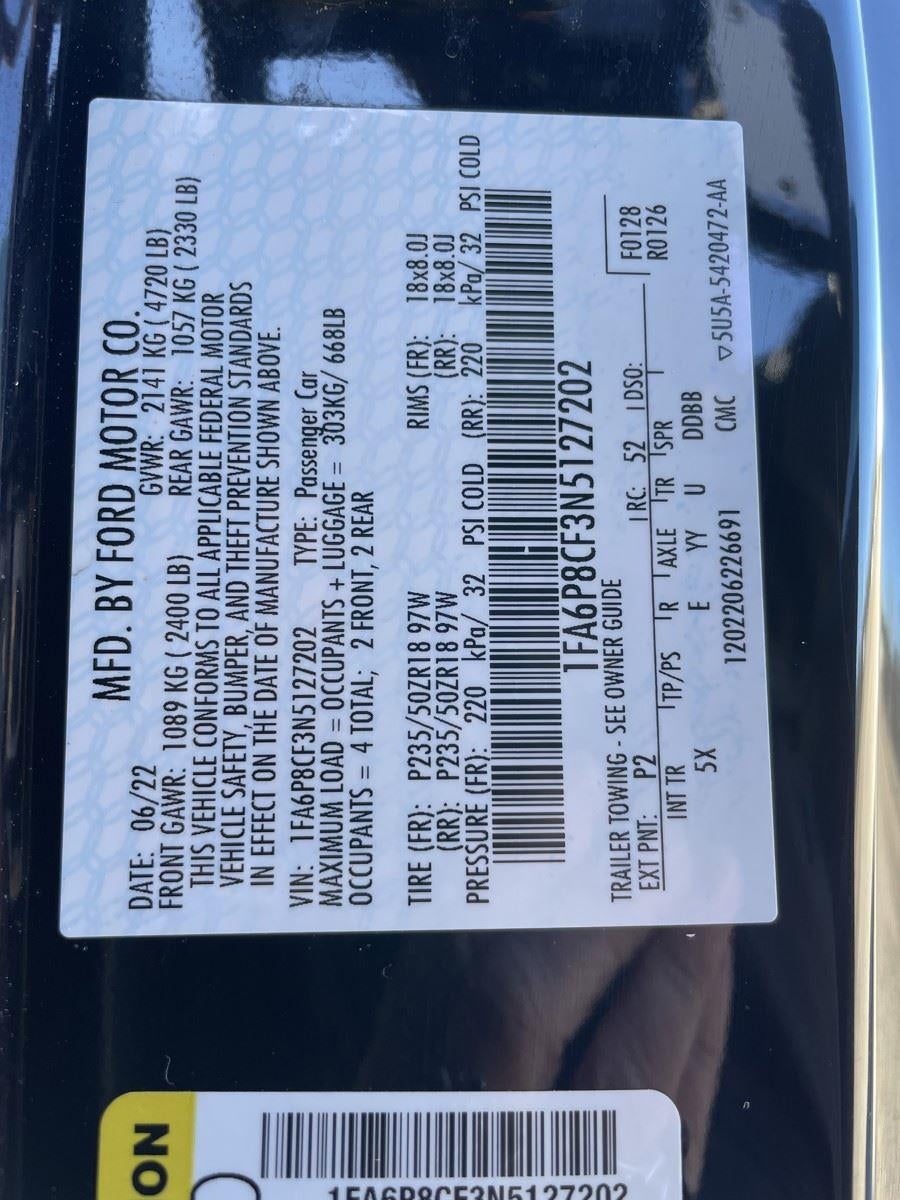 MFD. BY FORD MOTOR CO.
DATE: 06/22 GVWR: 2141 KG ( 4720 LB)
FRONT GAWR: 1089 KG ( 2400 LB) REAR GAWR: 1057 KG ( 2330 LB)
THIS VEHICLE CONFORMS TO ALL APPLICABLE FEDERAL MOTOR
VEHICLE SAFETY, BUMPER, AND THEFT PREVENTION STANDARDS
IN EFFECT ON THE DATE OF MANUFACTURE SHOWN ABOVE.
VIN: 1FA6P8CF3N5127202 TYPE: Passenger Car
MAXIMUM LOAD = OCCUPANTS + LUGGAGE = 303KG/ 668LB
OCCUPANTS = 4 TOTAL; 2 FRONT, 2 REAR
TIRE (FR): P235/50ZR18 97W RIMS (FR): 18x8.0J
(RR): P235/50ZR18 97W (RR): 18x8.0J
PRESSURE (FR): 220 kPa/ 32 PSI COLD (RR): 220 kPa/ 32 PSI COLD
1FA6P8CF3N5127202
TRAILER TOWING - SEE OWNER GUIDE F0128
EXT PNT: P2 RC: 52 DSO: R0126
INT TR TP/PS R AXLE TR SPR
5X E YY U DDBB
120220622669​1 CMC ▽5U5A-5420472-AA
ON
1FA6P8CF3N5127202